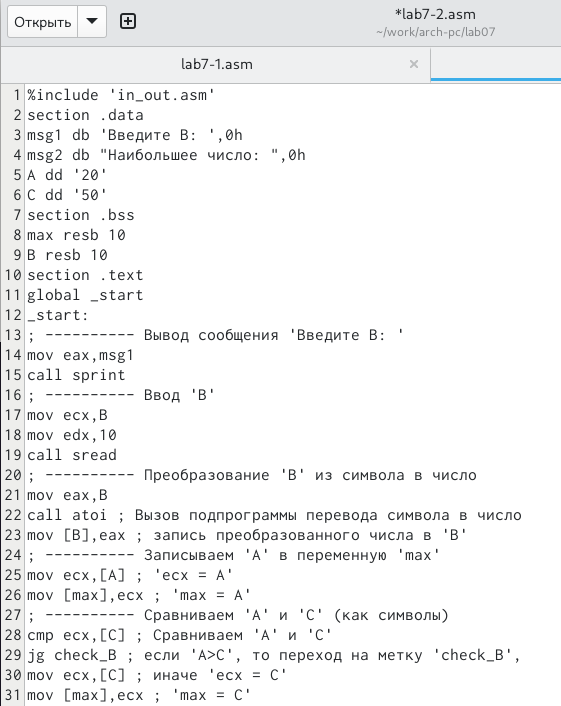 Открыть
*lab7-2.asm
~/work/arch-pc/lab07
lab7-1.asm ×
1 %include 'in_out.asm'
2 section .data
3 msg1 db 'Введите B: ',0h
4 msg2 db "Наибольшее число: ",0h
5 A dd '20'
6 C dd '50'
7 section .bss
8 max resb 10
9 B resb 10
10 section .text
11 global _start
12 _start:
13 ; ---------- Вывод сообщения 'Введите B: '
14 mov eax,msg1
15 call sprint
16 ; ---------- Ввод 'B'
17 mov ecx,B
18 mov edx,10
19 call sread
20 ; ---------- Преобразование 'B' из символа в число
21 mov eax,B
22 call atoi ; Вызов подпрограммы перевода символа в число
23 mov [B],eax ; запись преобразованного числа в 'B'
24 ; ---------- Записываем 'A' в переменную 'max'
25 mov ecx,[A] ; 'ecx = A'
26 mov [max],ecx ; 'max = A'
27 ; ---------- Сравниваем 'A' и 'С' (как символы)
28 cmp ecx,[C] ; Сравниваем 'A' и 'С'
29 jg check_B ; если 'A>C', то переход на метку 'check_B',
30 mov ecx,[C] ; иначе 'ecx = C'
31 mov [max],ecx ; 'max = C'